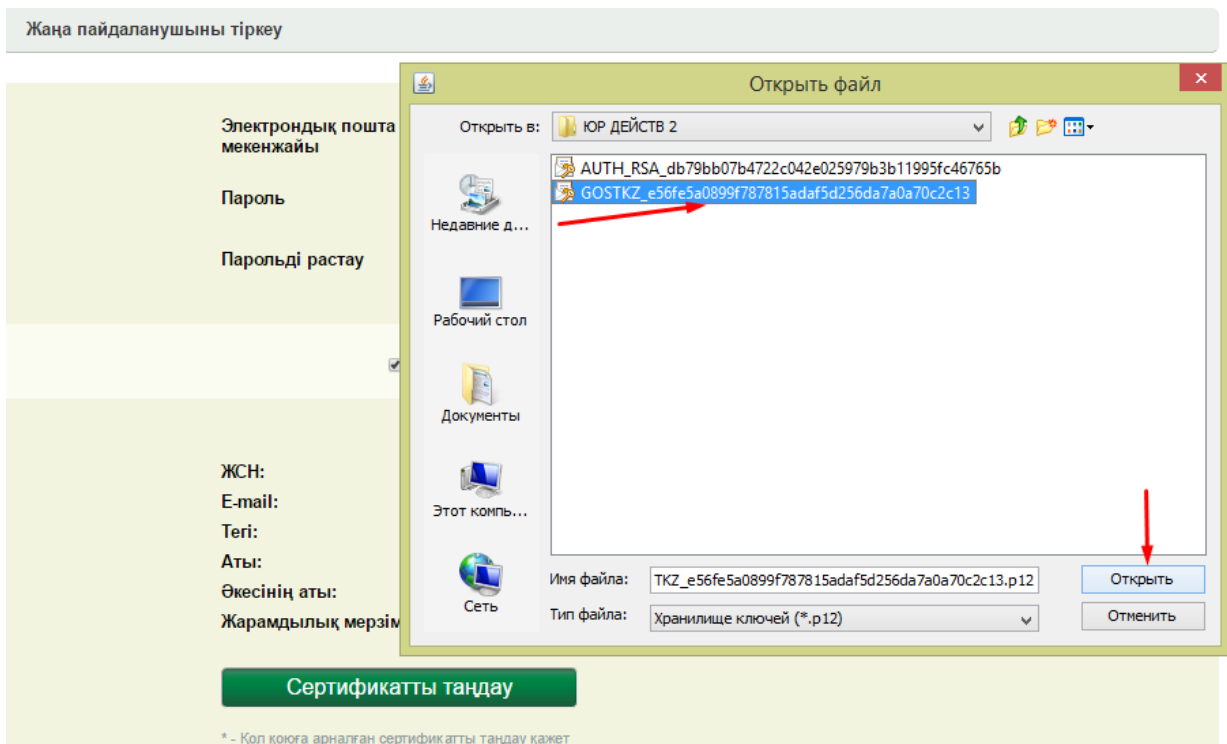 Жаңа пайдаланушыны тіркеу
Открыть файл
Электрондық пошта
мекенжайы
Пароль
Парольді растау
Открыть в:
ЮР ДЕЙСТВ 2
AUTH_RSA_db79bb07b4722c042e025979b3b11995fc46765b
GOSTKZ_e56fe5a0899f787815adaf5d256da7a0a70c2c13
Недавние д...
Рабочий стол
Документы
Этот компь...
Сеть
Имя файла:
TKZ_e56fe5a0899f787815adaf5d256da7a0a70c2c13.p12
Открыть
Тип файла:
Хранилище ключей (*.p12)
Отменить
ЖСН:
E-mail:
Тегі:
Аты:
Әкесінің аты:
Жарамдылық мерзім
Сертификатты таңдау
* - Қол қоюға арналған сертификатты таңдау қажет